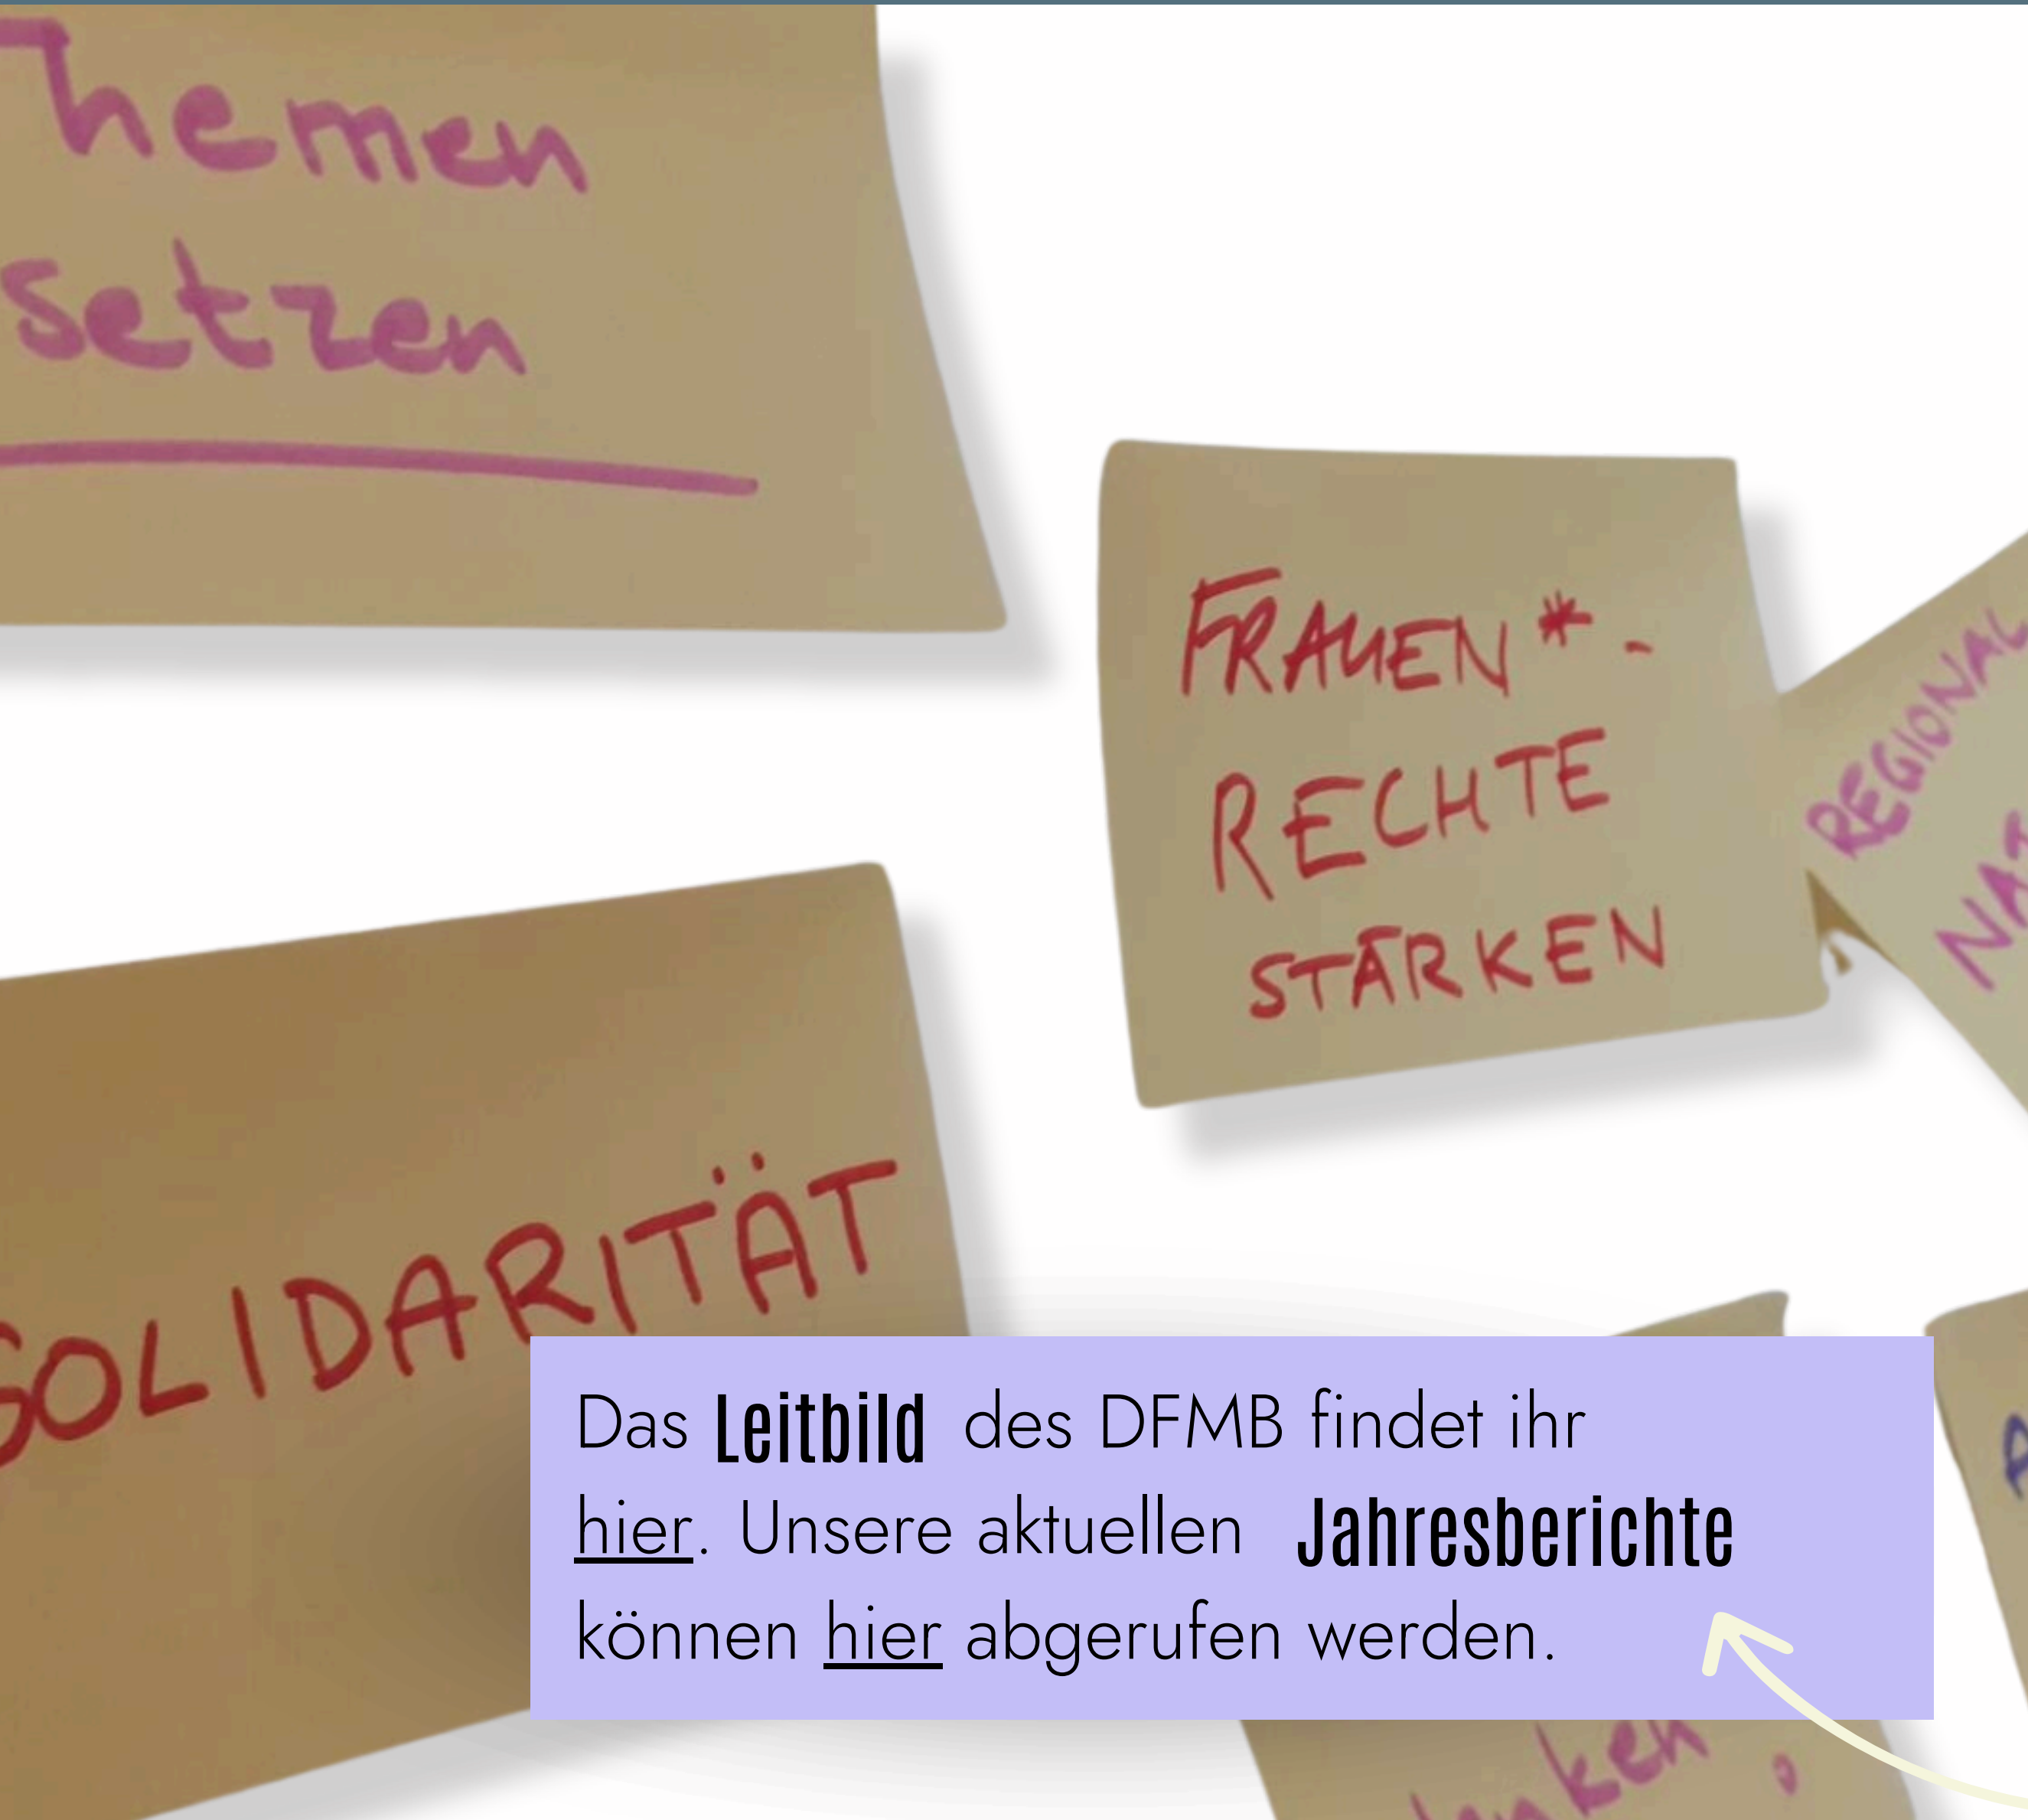 Themen
setzen
FRAUEN*-
RECHTE
STÄRKEN
REGIONAL
SOLIDARITÄT
Das Leitbild des DFMB findet ihr
hier. Unsere aktuellen Jahresberichte
können hier abgerufen werden.